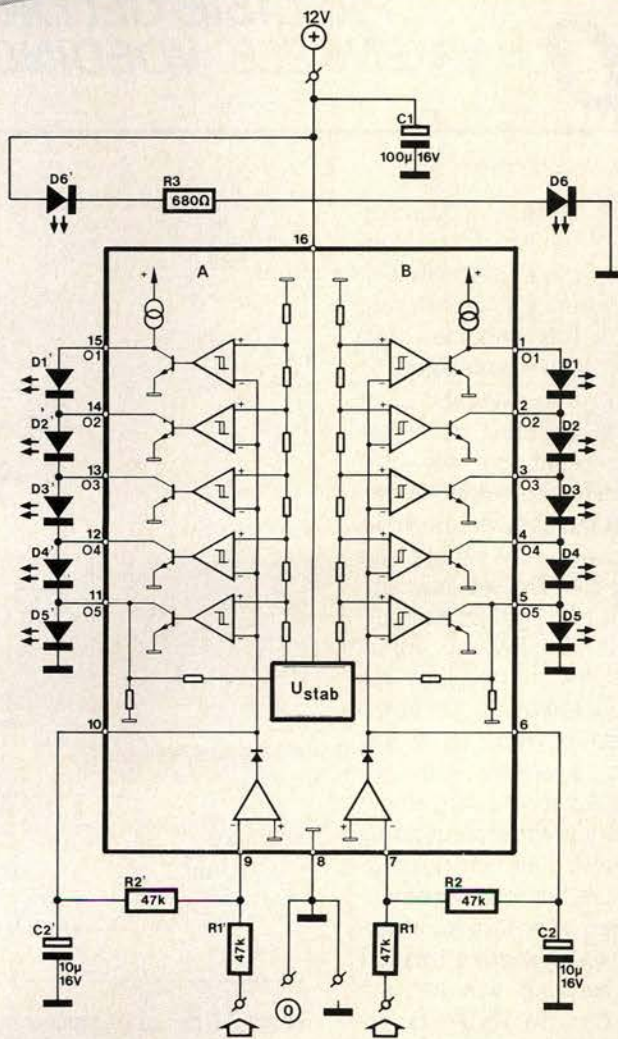 12V
+
C1
100µ 16V
D6'
R3
680Ω
D6
16
A
B
+
+
15
O1
1
O1
D1'
D1
14
O2
2
O2
D2'
D2
13
O3
3
O3
D3'
D3
12
O4
4
O4
D4'
D4
11
O5
5
O5
D5'
D5
+ + + + +
- - - - -
+ + + + +
- - - - -
Ustab
10
6
- +
+ -
9
8
7
R2'
47k
R2
47k
C2'
10µ
16V
R1'
47k
R1
47k
C2
10µ
16V
0